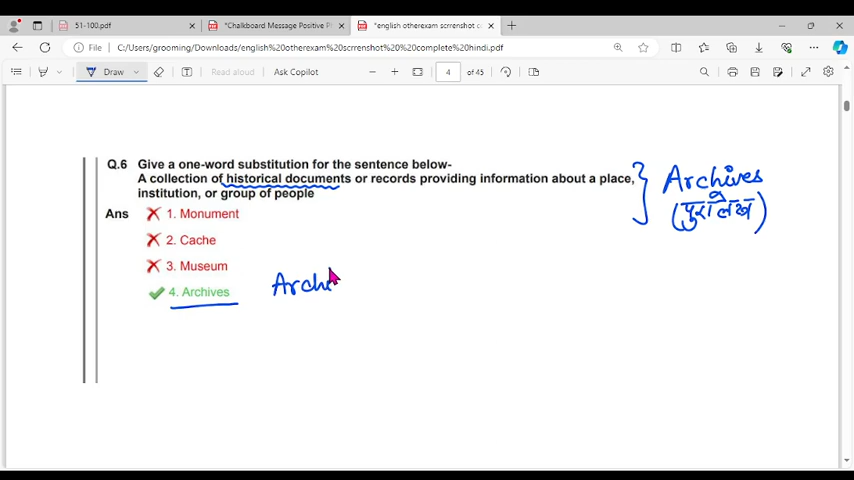 51-100.pdf
*Chalkboard Message Positive P
*english otherexam scrrenshot c
File
C:/Users/grooming/Downloads/english%20otherexam%20scrrenshot%20%20complete%20hindi.pdf
Draw
Read aloud
Ask Copilot
4
of 45
Q.6 Give a one-word substitution for the sentence below-
A collection of historical documents or records providing information about a place,
institution, or group of people
Archives
(पुरालेख)
Ans
1. Monument
2. Cache
3. Museum
4. Archives
Arch